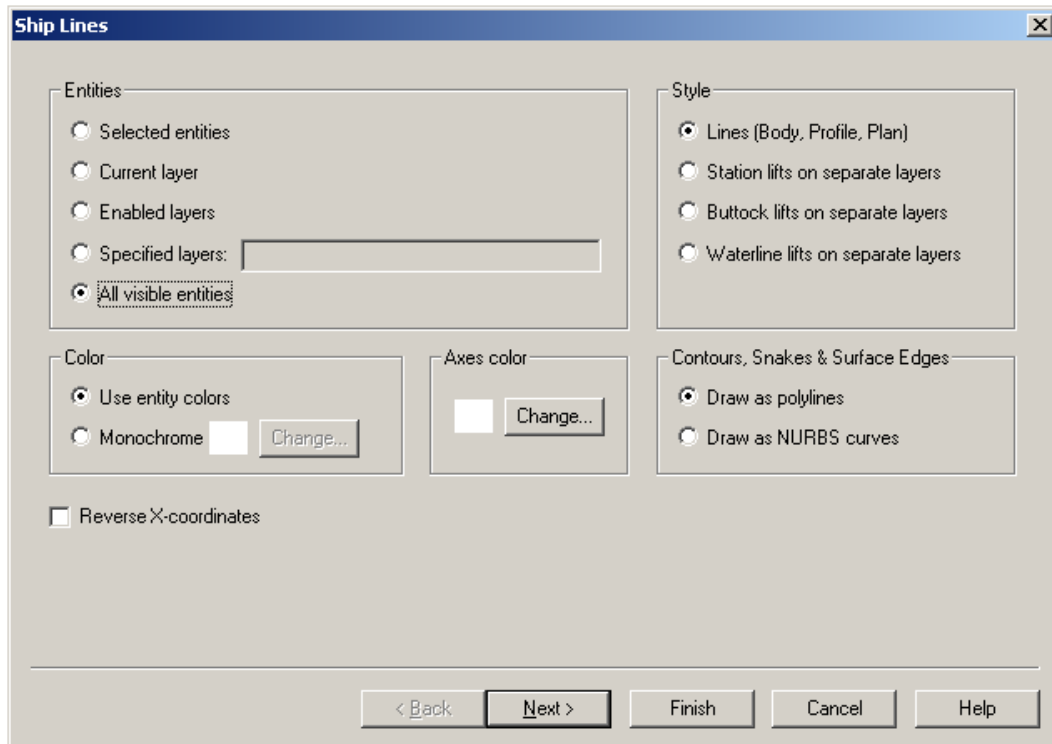 Ship Lines
Entities
Selected entities
Current layer
Enabled layers
Specified layers:
All visible entities
Style
Lines (Body, Profile, Plan)
Station lifts on separate layers
Buttock lifts on separate layers
Waterline lifts on separate layers
Color
Use entity colors
Monochrome
Change...
Axes color
Change...
Contours, Snakes & Surface Edges
Draw as polylines
Draw as NURBS curves
Reverse X-coordinates
< Back
Next >
Finish
Cancel
Help